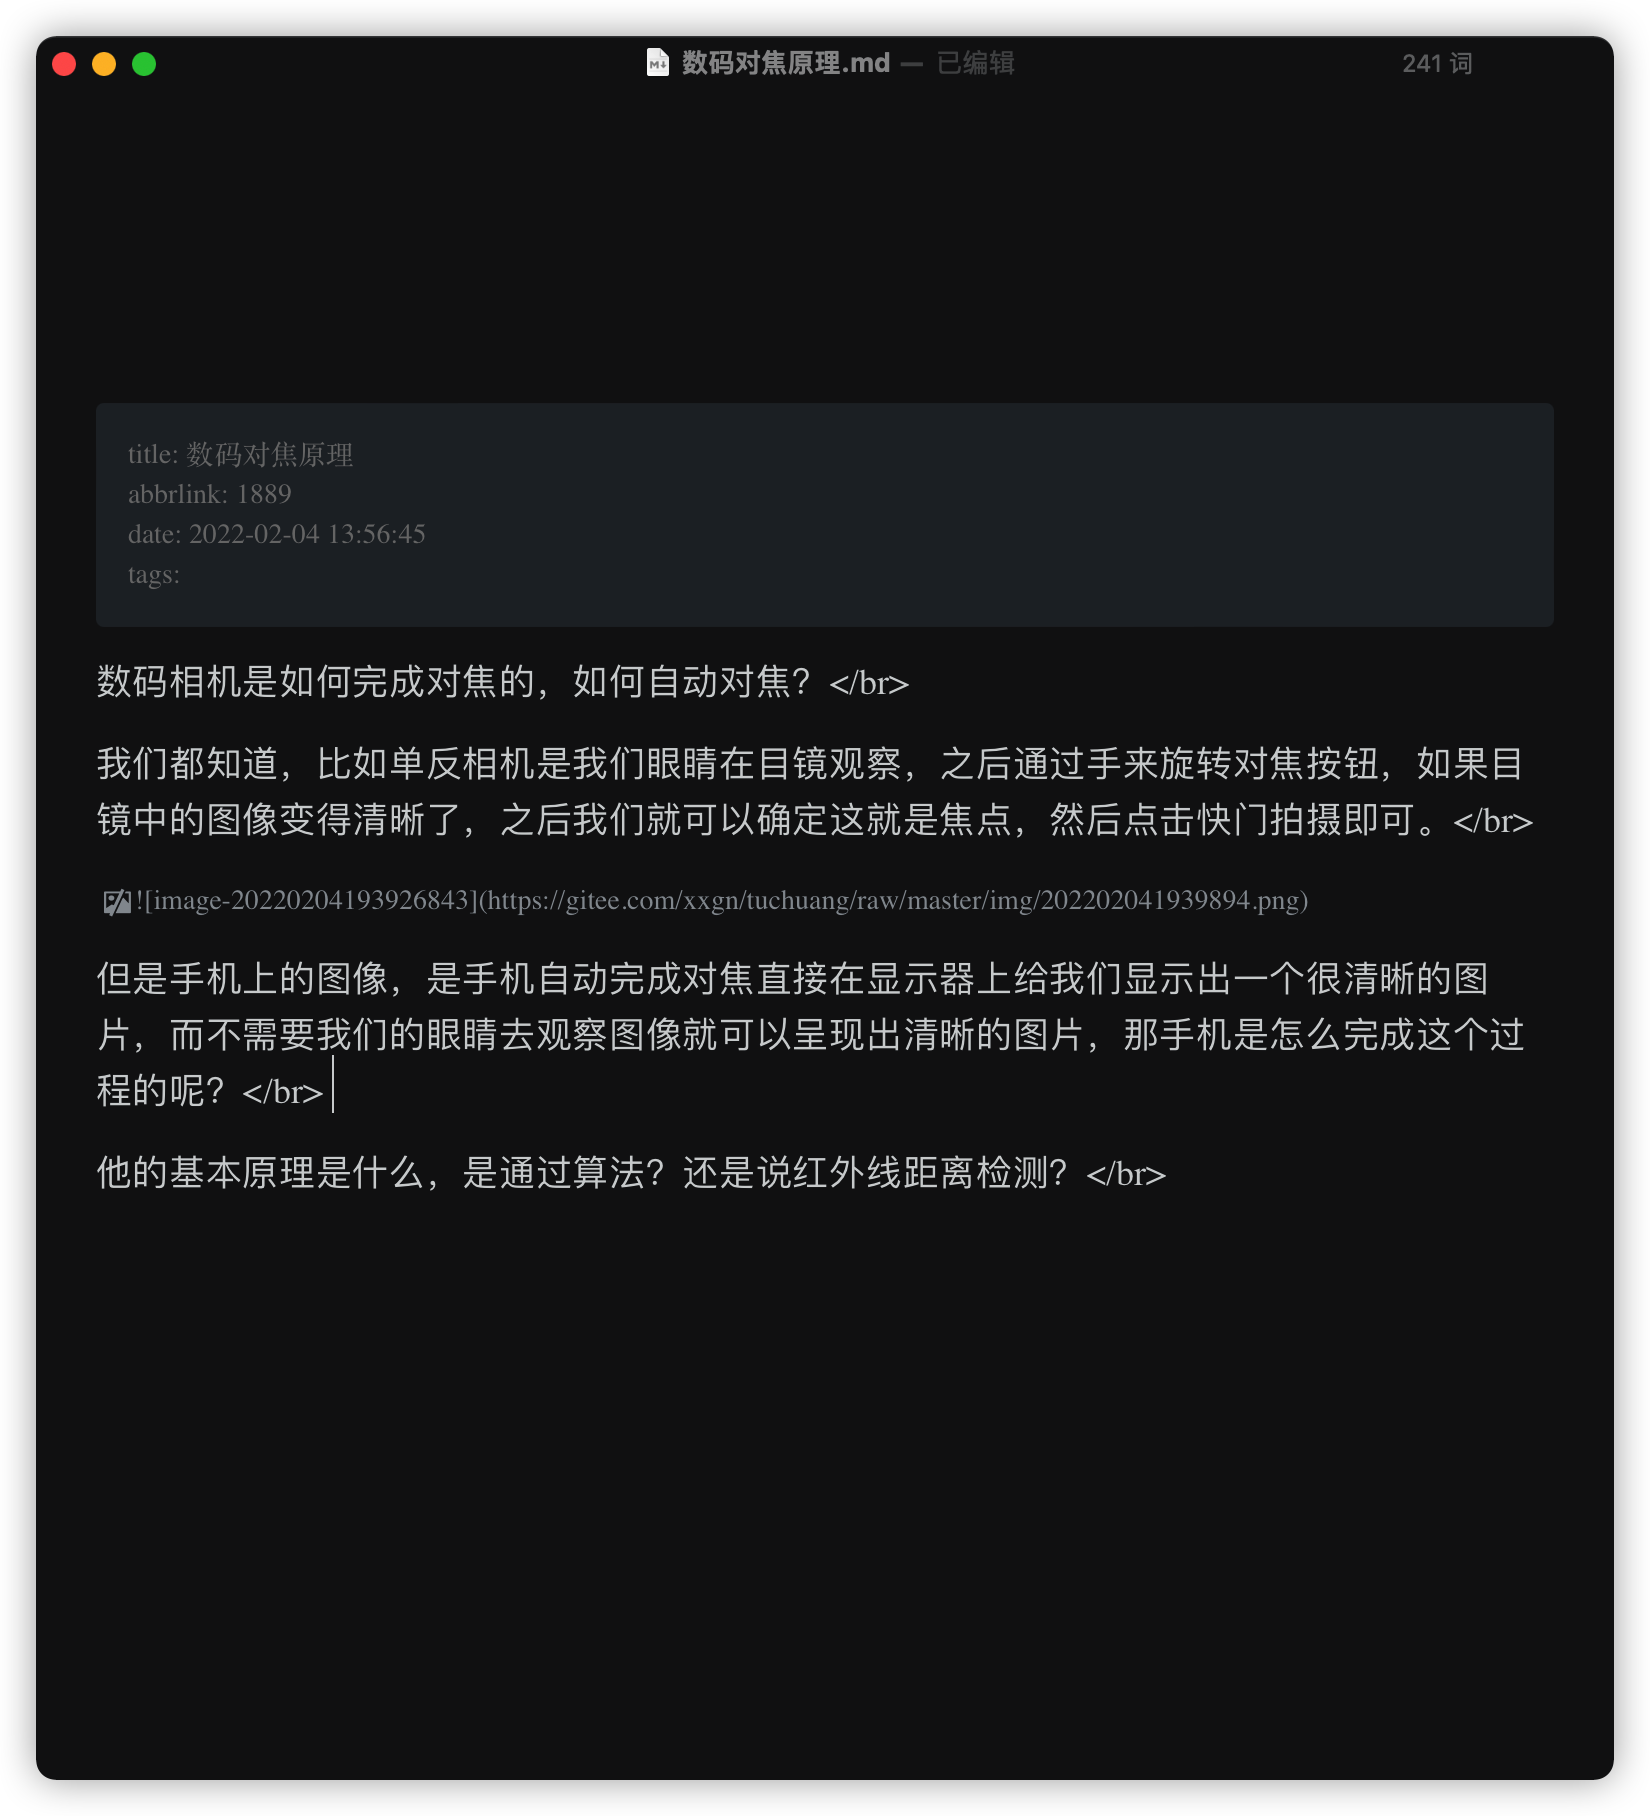 数码对焦原理.md — 已编辑
241 词
title: 数码对焦原理
abbrlink: 1889
date: 2022-02-04 13:56:45
tags:
数码相机是如何完成对焦的，如何自动对焦？</br>
我们都知道，比如单反相机是我们眼睛在目镜观察，之后通过手来旋转对焦按钮，如果目
镜中的图像变得清晰了，之后我们就可以确定这就是焦点，然后点击快门拍摄即可。</br>
![image-20220204193926843](https://gitee.com/xxgn/tuchuang/raw/master/img/202202041939894.png)
但是手机上的图像，是手机自动完成对焦直接在显示器上给我们显示出一个很清晰的图
片，而不需要我们的眼睛去观察图像就可以呈现出清晰的图片，那手机是怎么完成这个过
程的呢？</br>
他的基本原理是什么，是通过算法？还是说红外线距离检测？</br>